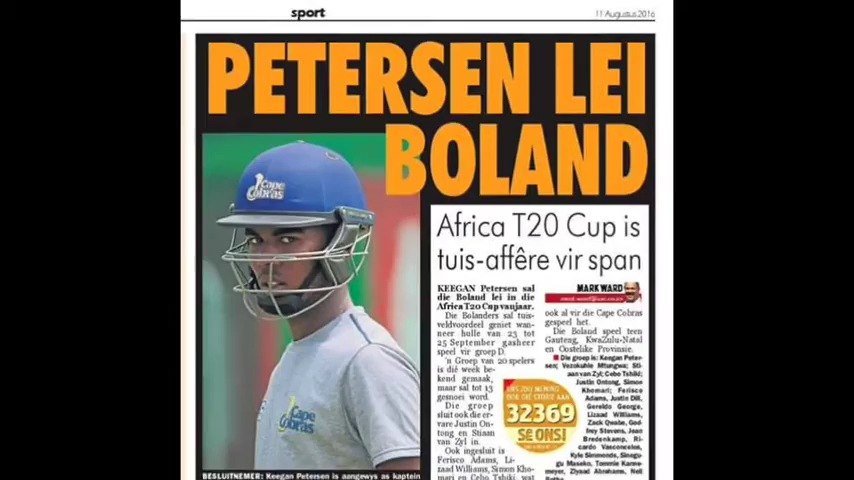 sport
11 Augustus 2016
PETERSEN LEI
BOLAND
Cape
Cobras
Cape
Cobras
Africa T20 Cup is
tuis-affêre vir span
KEEGAN Petersen sal
die Boland lei in die
Africa T20 Cup vanjaar.
Die Bolanders sal tuis-
veldvoordeel geniet wan-
neer hulle van 23 tot
25 September gasheer
speel vir groep D.
'n Groep van 20 spelers
is dié week be-
kend gemaak,
maar sal tot 13
gesnoei word.
Die groep
sluit ook die er-
vare Justin On-
tong en Stiaan
van Zyl in.
Ook ingesluit is
Ferisco Adams, Li-
zaad Williams, Simon Kho-
mari en Cebo Tshiki, wat
MARK WARD
ook al vir die Cape Cobras
gespeel het.
Die Boland speel teen
Gauteng, KwaZulu-Natal
en Oostelike Provinsie.
Die groep is: Keegan Peter-
sen; Vezokuhle Mtungwa; Sti-
aan van Zyl; Cebo Tshiki;
Justin Ontong, Simon
Khomari; Ferisco
Adams, Justin Dill,
Geraldo George,
Lizaad Williams,
Zack Qwabe, God-
frey Stevens, Jean
Bredenkamp, Ri-
cardo Vasconcelos,
Kyle Simmonds, Sinegu-
gu Maseko, Tommie Kanne-
meyer, Ziyaad Abrahams, Neil
32369
SÊ ONS!
BESLUITNEMER: Keegan Petersen is aangewys as kaptein